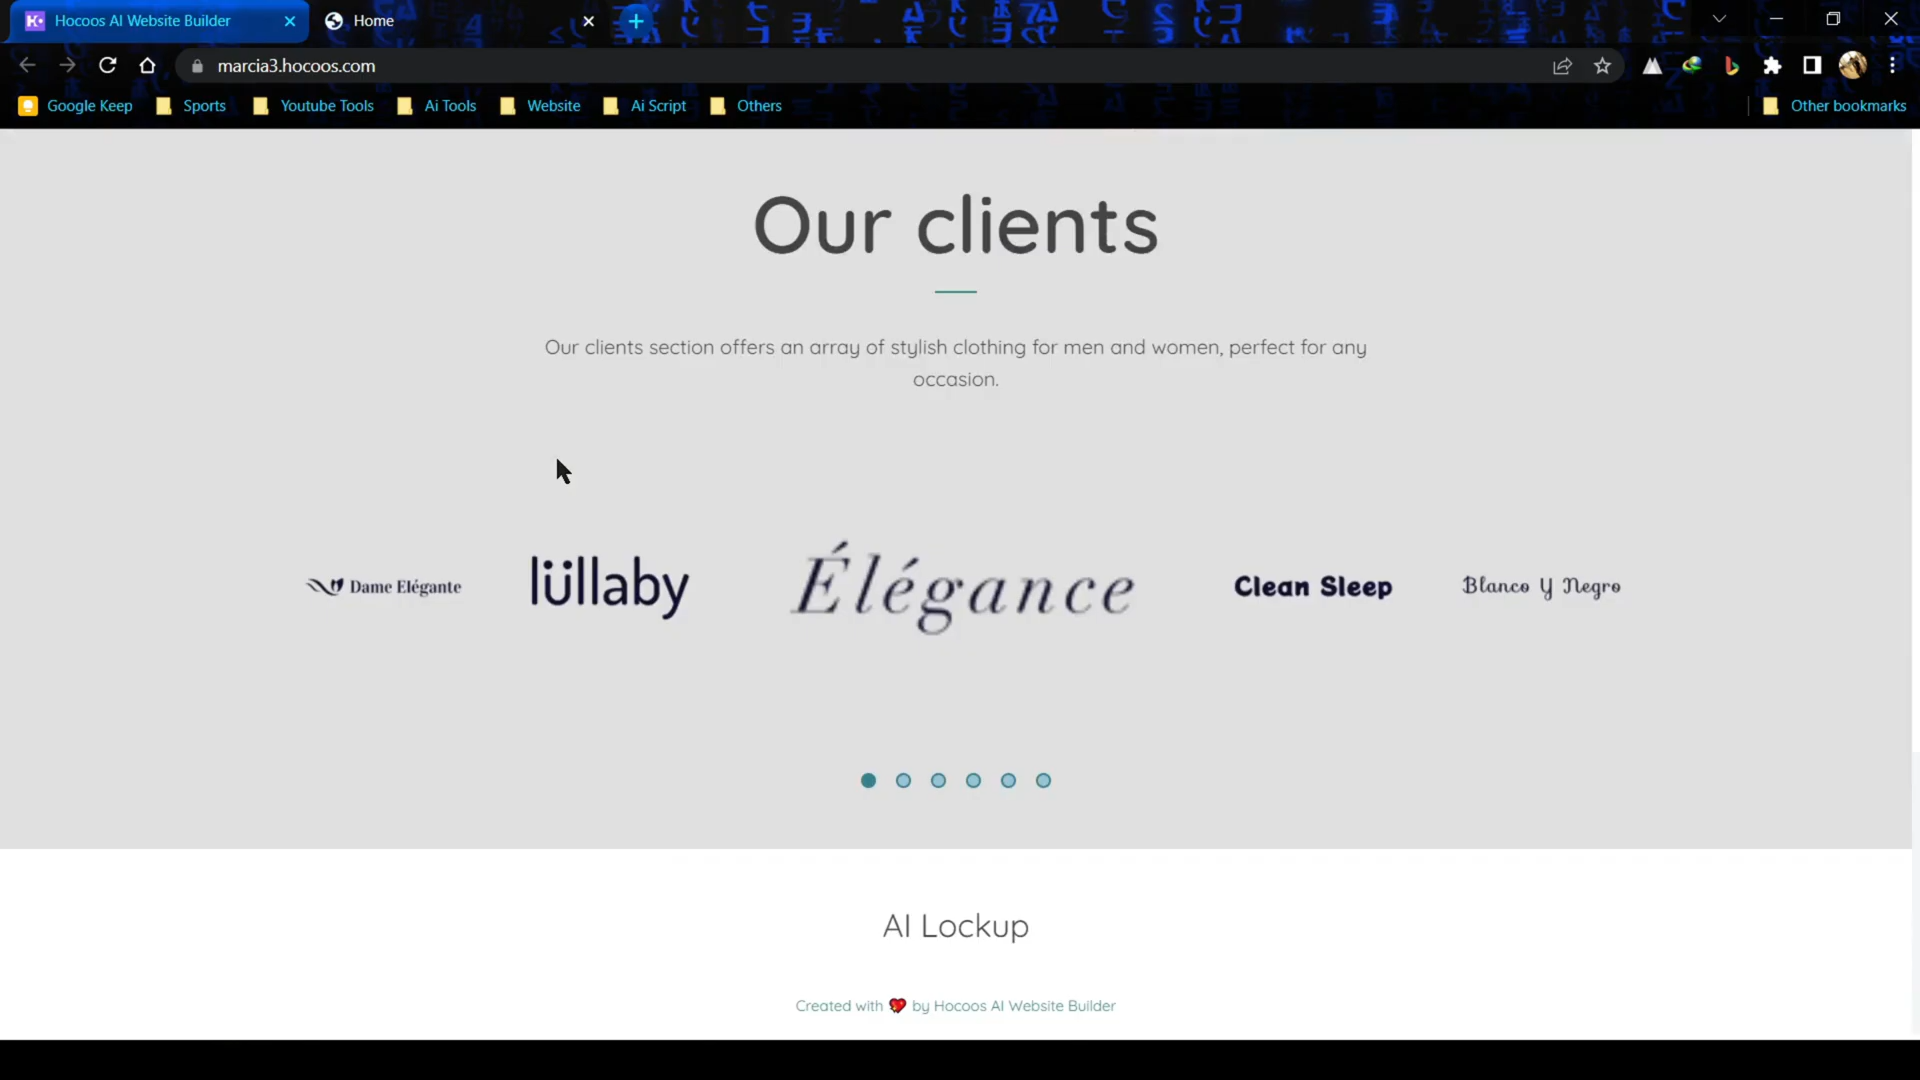 Hocoos AI Website Builder
Home
marcia3.hocoos.com
Google Keep
Sports
Youtube Tools
Ai Tools
Website
Ai Script
Others
Other bookmarks
Our clients
Our clients section offers an array of stylish clothing for men and women, perfect for any
occasion.
Dame Elégante
lüllaby
Élégance
Clean Sleep
Blanco Y Negro
AI Lockup
Created with ❤️ by Hocoos AI Website Builder